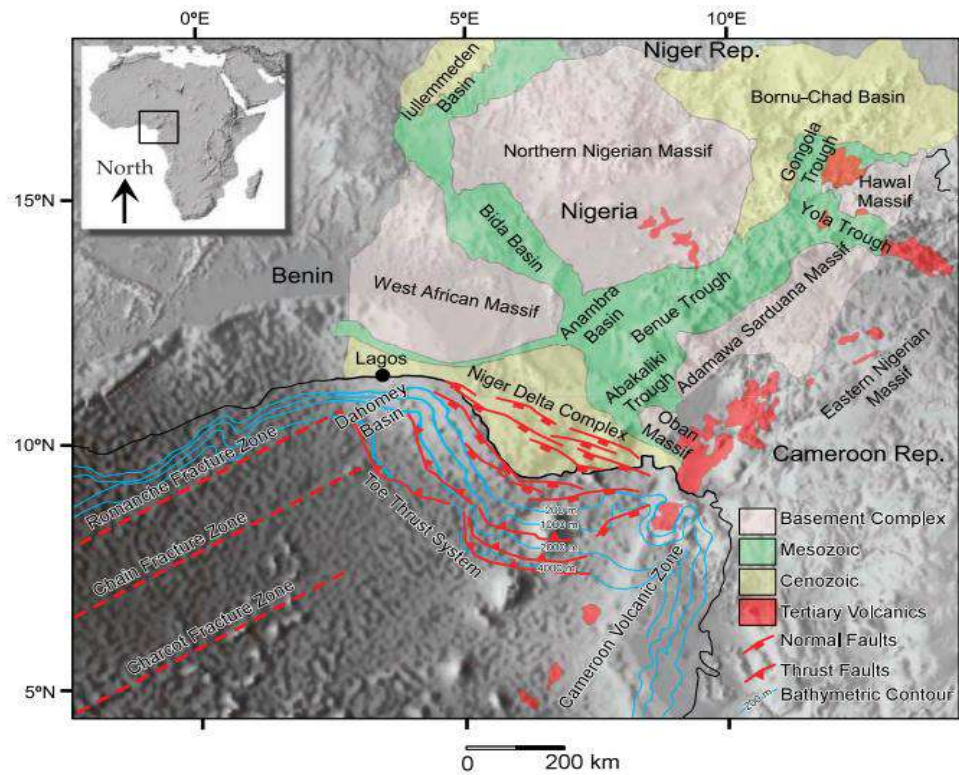 0°E
5°E
10°E
North
15°N
10°N
5°N
Niger Rep.
Iullemmeden
Basin
Bornu-Chad Basin
Northern Nigerian Massif
Gongola
Trough
Hawal
Massif
Nigeria
Yola Trough
Bida Basin
Benin
West African Massif
Anambra
Basin
Benue Trough
Adamawa Sarduana Massif
Lagos
Abakaliki
Trough
Eastern Nigerian
Massif
Niger Delta Complex
Dahomey
Basin
Oban
Massif
Cameroon Rep.
Romanche Fracture Zone
Toe Thrust System
200 m
1000 m
2000 m
4000 m
Chain Fracture Zone
Charcot Fracture Zone
Cameroon Volcanic Zone
Basement Complex
Mesozoic
Cenozoic
Tertiary Volcanics
Normal Faults
Thrust Faults
200 m
Bathymetric Contour
0
200 km